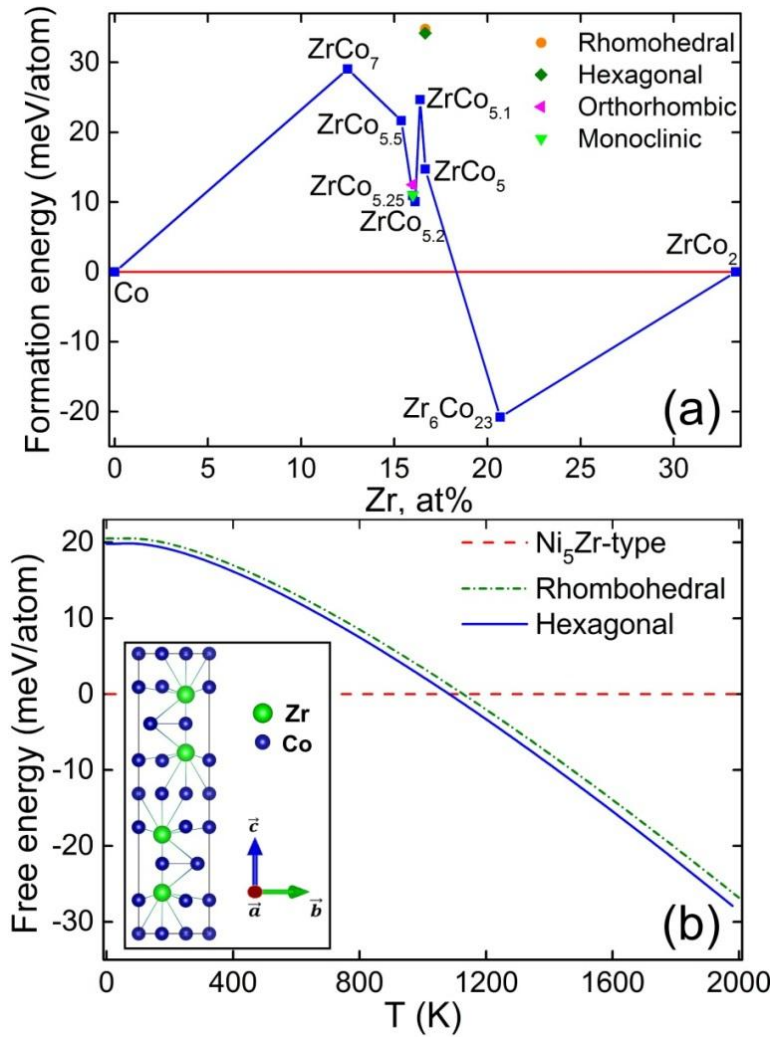 Formation energy (meV/atom)
30
20
10
0
-10
-20
ZrCo7
ZrCo5.5
ZrCo5.25
ZrCo5.2
ZrCo5.1
ZrCo5
Co
ZrCo2
Zr6Co23
Rhomohedral
Hexagonal
Orthorhombic
Monoclinic
(a)
0 5 10 15 20 25 30
Zr, at%
Free energy (meV/atom)
20
10
0
-10
-20
-30
Ni5Zr-type
Rhombohedral
Hexagonal
Zr
Co
c
a b
(b)
0 400 800 1200 1600 2000
T (K)